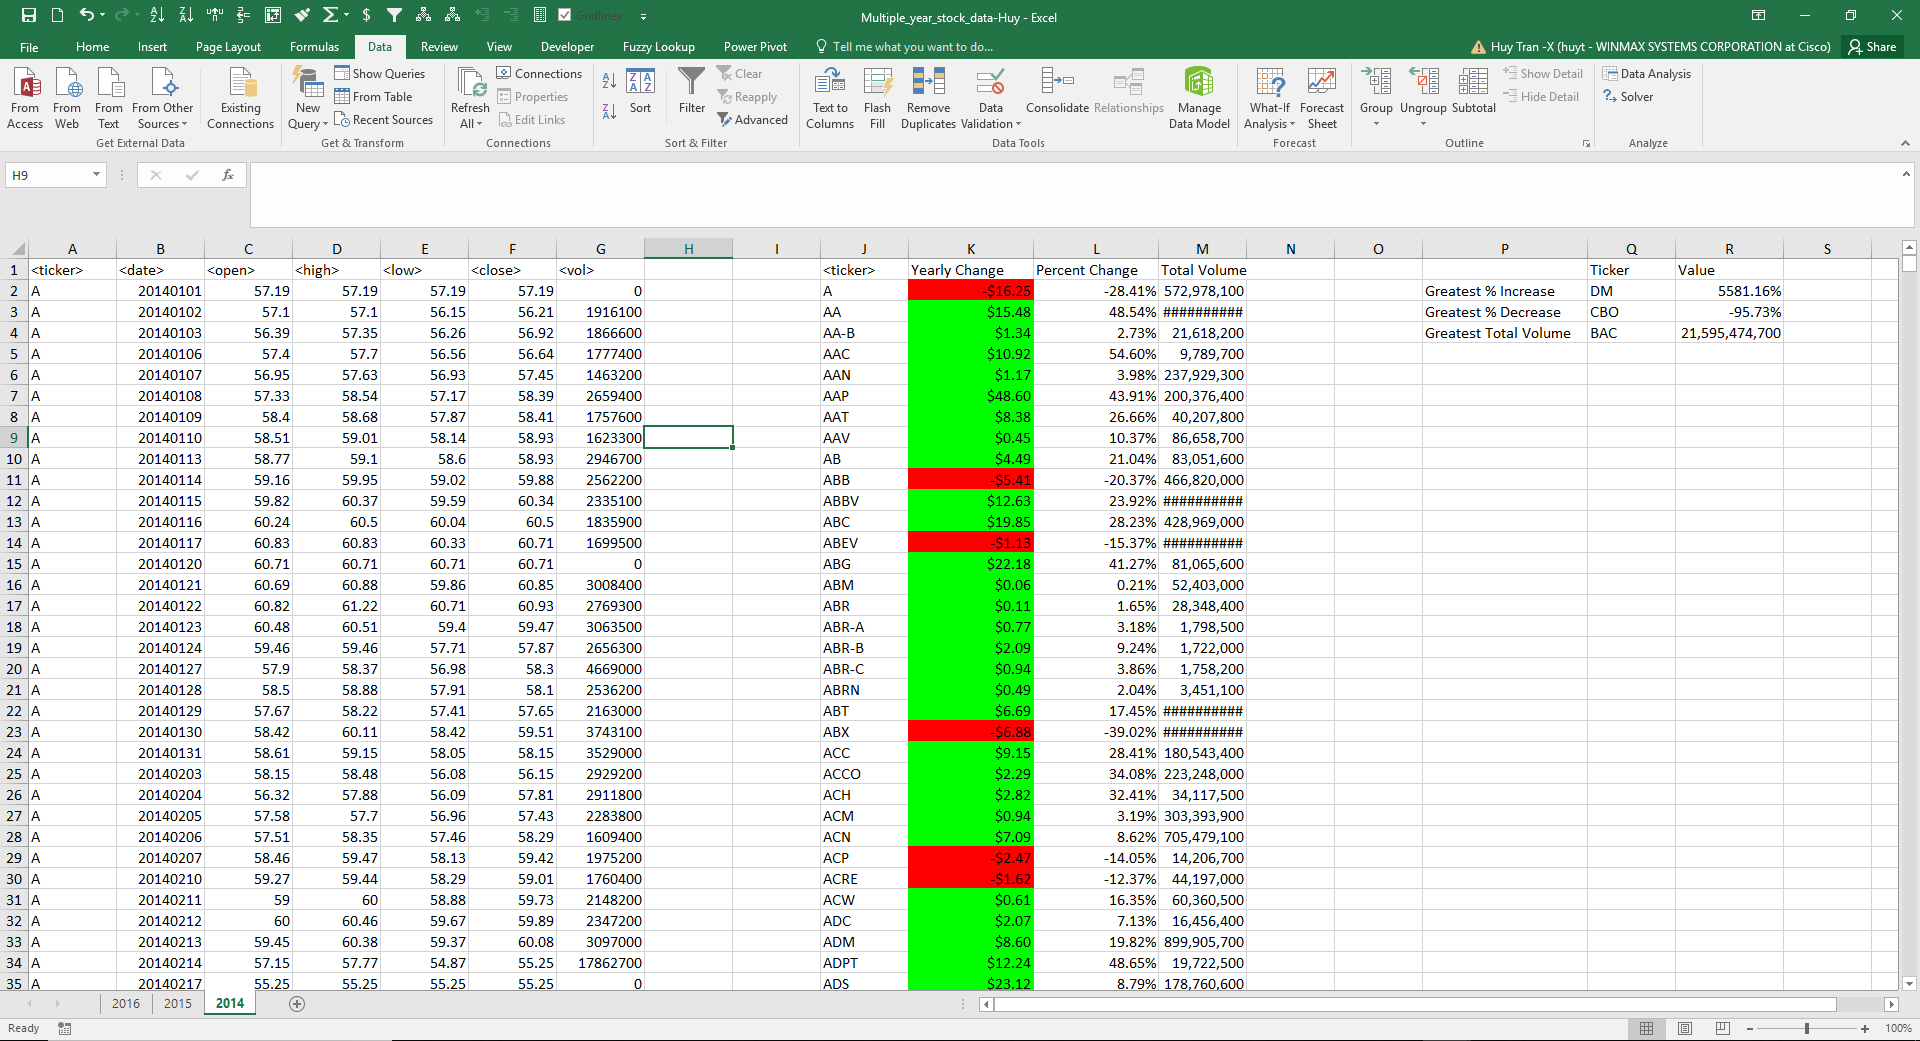 Gridlines
Multiple_year_stock_data-Huy - Excel
File Home Insert Page Layout Formulas Data Review View Developer Fuzzy Lookup Power Pivot Tell me what you want to do... Huy Tran -X (huyt - WINMAX SYSTEMS CORPORATION at Cisco) Share
From Access
From Web
From Text
From Other Sources
Existing Connections
Get External Data
New Query
Show Queries
From Table
Recent Sources
Get & Transform
Refresh All
Connections
Properties
Edit Links
Connections
Sort
Filter
Clear
Reapply
Advanced
Sort & Filter
Text to Columns
Flash Fill
Remove Duplicates
Data Validation
Consolidate
Relationships
Manage Data Model
Data Tools
What-If Analysis
Forecast Sheet
Forecast
Group
Ungroup
Subtotal
Show Detail
Hide Detail
Outline
Data Analysis
Solver
Analyze
H9 fx
A B C D E F G H I J K L M N O P Q R S
1 <ticker> <date> <open> <high> <low> <close> <vol> <ticker> Yearly Change Percent Change Total Volume Ticker Value
2 A 20140101 57.19 57.19 57.19 57.19 0 A -$16.25 -28.41% 572,978,100 Greatest % Increase DM 5581.16%
3 A 20140102 57.1 57.1 56.15 56.21 1916100 AA $15.48 48.54% ########## Greatest % Decrease CBO -95.73%
4 A 20140103 56.39 57.35 56.26 56.92 1866600 AA-B $1.34 2.73% 21,618,200 Greatest Total Volume BAC 21,595,474,700
5 A 20140106 57.4 57.7 56.56 56.64 1777400 AAC $10.92 54.60% 9,789,700
6 A 20140107 56.95 57.63 56.93 57.45 1463200 AAN $1.17 3.98% 237,929,300
7 A 20140108 57.33 58.54 57.17 58.39 2659400 AAP $48.60 43.91% 200,376,400
8 A 20140109 58.4 58.68 57.87 58.41 1757600 AAT $8.38 26.66% 40,207,800
9 A 20140110 58.51 59.01 58.14 58.93 1623300 AAV $0.45 10.37% 86,658,700
10 A 20140113 58.77 59.1 58.6 58.93 2946700 AB $4.49 21.04% 83,051,600
11 A 20140114 59.16 59.95 59.02 59.88 2562200 ABB -$5.41 -20.37% 466,820,000
12 A 20140115 59.82 60.37 59.59 60.34 2335100 ABBV $12.63 23.92% ##########
13 A 20140116 60.24 60.5 60.04 60.5 1835900 ABC $19.85 28.23% 428,969,000
14 A 20140117 60.83 60.83 60.33 60.71 1699500 ABEV -$1.13 -15.37% ##########
15 A 20140120 60.71 60.71 60.71 60.71 0 ABG $22.18 41.27% 81,065,600
16 A 20140121 60.69 60.88 59.86 60.85 3008400 ABM $0.06 0.21% 52,403,000
17 A 20140122 60.82 61.22 60.71 60.93 2769300 ABR $0.11 1.65% 28,348,400
18 A 20140123 60.48 60.51 59.4 59.47 3063500 ABR-A $0.77 3.18% 1,798,500
19 A 20140124 59.46 59.46 57.71 57.87 2656300 ABR-B $2.09 9.24% 1,722,000
20 A 20140127 57.9 58.37 56.98 58.3 4669000 ABR-C $0.94 3.86% 1,758,200
21 A 20140128 58.5 58.88 57.91 58.1 2536200 ABRN $0.49 2.04% 3,451,100
22 A 20140129 57.67 58.22 57.41 57.65 2163000 ABT $6.69 17.45% ##########
23 A 20140130 58.42 60.11 58.42 59.51 3743100 ABX -$6.88 -39.02% ##########
24 A 20140131 58.61 59.15 58.05 58.15 3529000 ACC $9.15 28.41% 180,543,400
25 A 20140203 58.15 58.48 56.08 56.15 2929200 ACCO $2.29 34.08% 223,248,000
26 A 20140204 56.32 57.88 56.09 57.81 2911800 ACH $2.82 32.41% 34,117,500
27 A 20140205 57.58 57.7 56.96 57.43 2283800 ACM $0.94 3.19% 303,393,900
28 A 20140206 57.51 58.35 57.46 58.29 1609400 ACN $7.09 8.62% 705,479,100
29 A 20140207 58.46 59.47 58.13 59.42 1975200 ACP -$2.47 -14.05% 14,206,700
30 A 20140210 59.27 59.44 58.29 59.01 1760400 ACRE -$1.62 -12.37% 44,197,000
31 A 20140211 59 60 58.88 59.73 2148200 ACW $0.61 16.35% 60,360,500
32 A 20140212 60 60.46 59.67 59.89 2347200 ADC $2.07 7.13% 16,456,400
33 A 20140213 59.45 60.38 59.37 60.08 3097000 ADM $8.60 19.82% 899,905,700
34 A 20140214 57.15 57.77 54.87 55.25 17862700 ADPT $12.24 48.65% 19,722,500
35 A 20140217 55.25 55.25 55.25 55.25 0 ADS $23.12 8.79% 178,760,600
2016 2015 2014
Ready 100%